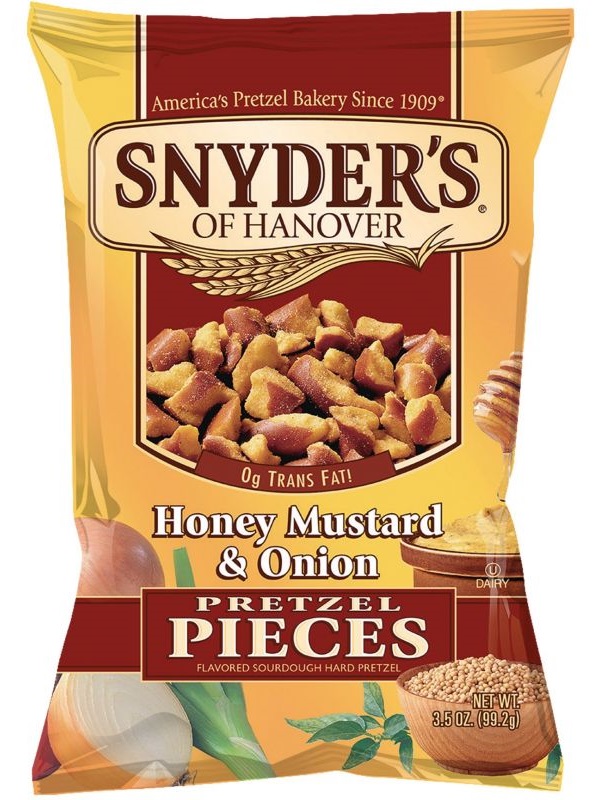 America's Pretzel Bakery Since 1909®
SNYDER'S®
OF HANOVER
0g TRANS FAT!
Honey Mustard
& Onion
U
DAIRY
PRETZEL
PIECES
FLAVORED SOURDOUGH HARD PRETZEL
NET WT.
3.5 OZ. (99.2g)